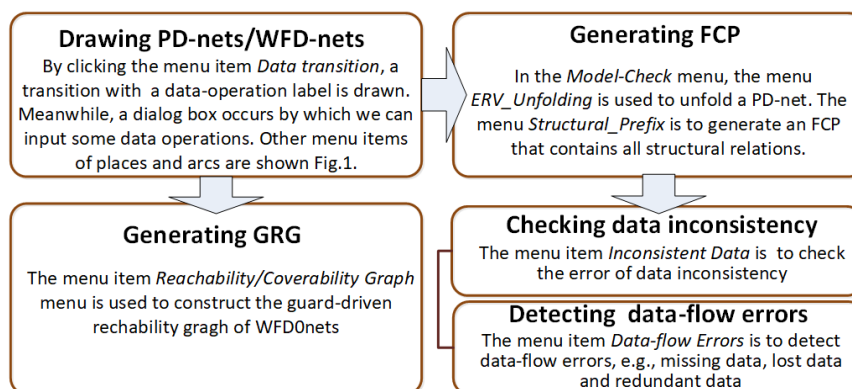 Drawing PD-nets/WFD-nets
By clicking the menu item Data transition, a
transition with a data-operation label is drawn.
Meanwhile, a dialog box occurs by which we can
input some data operations. Other menu items
of places and arcs are shown Fig.1.
Generating FCP
In the Model-Check menu, the menu
ERV_Unfolding is used to unfold a PD-net. The
menu Structural_Prefix is to generate an FCP
that contains all structural relations.
Generating GRG
The menu item Reachability/Coverability Graph
menu is used to construct the guard-driven
rechability gragh of WFD0nets
Checking data inconsistency
The menu item Inconsistent Data is to check
the error of data inconsistency
Detecting data-flow errors
The menu item Data-flow Errors is to detect
data-flow errors, e.g., missing data, lost data
and redundant data